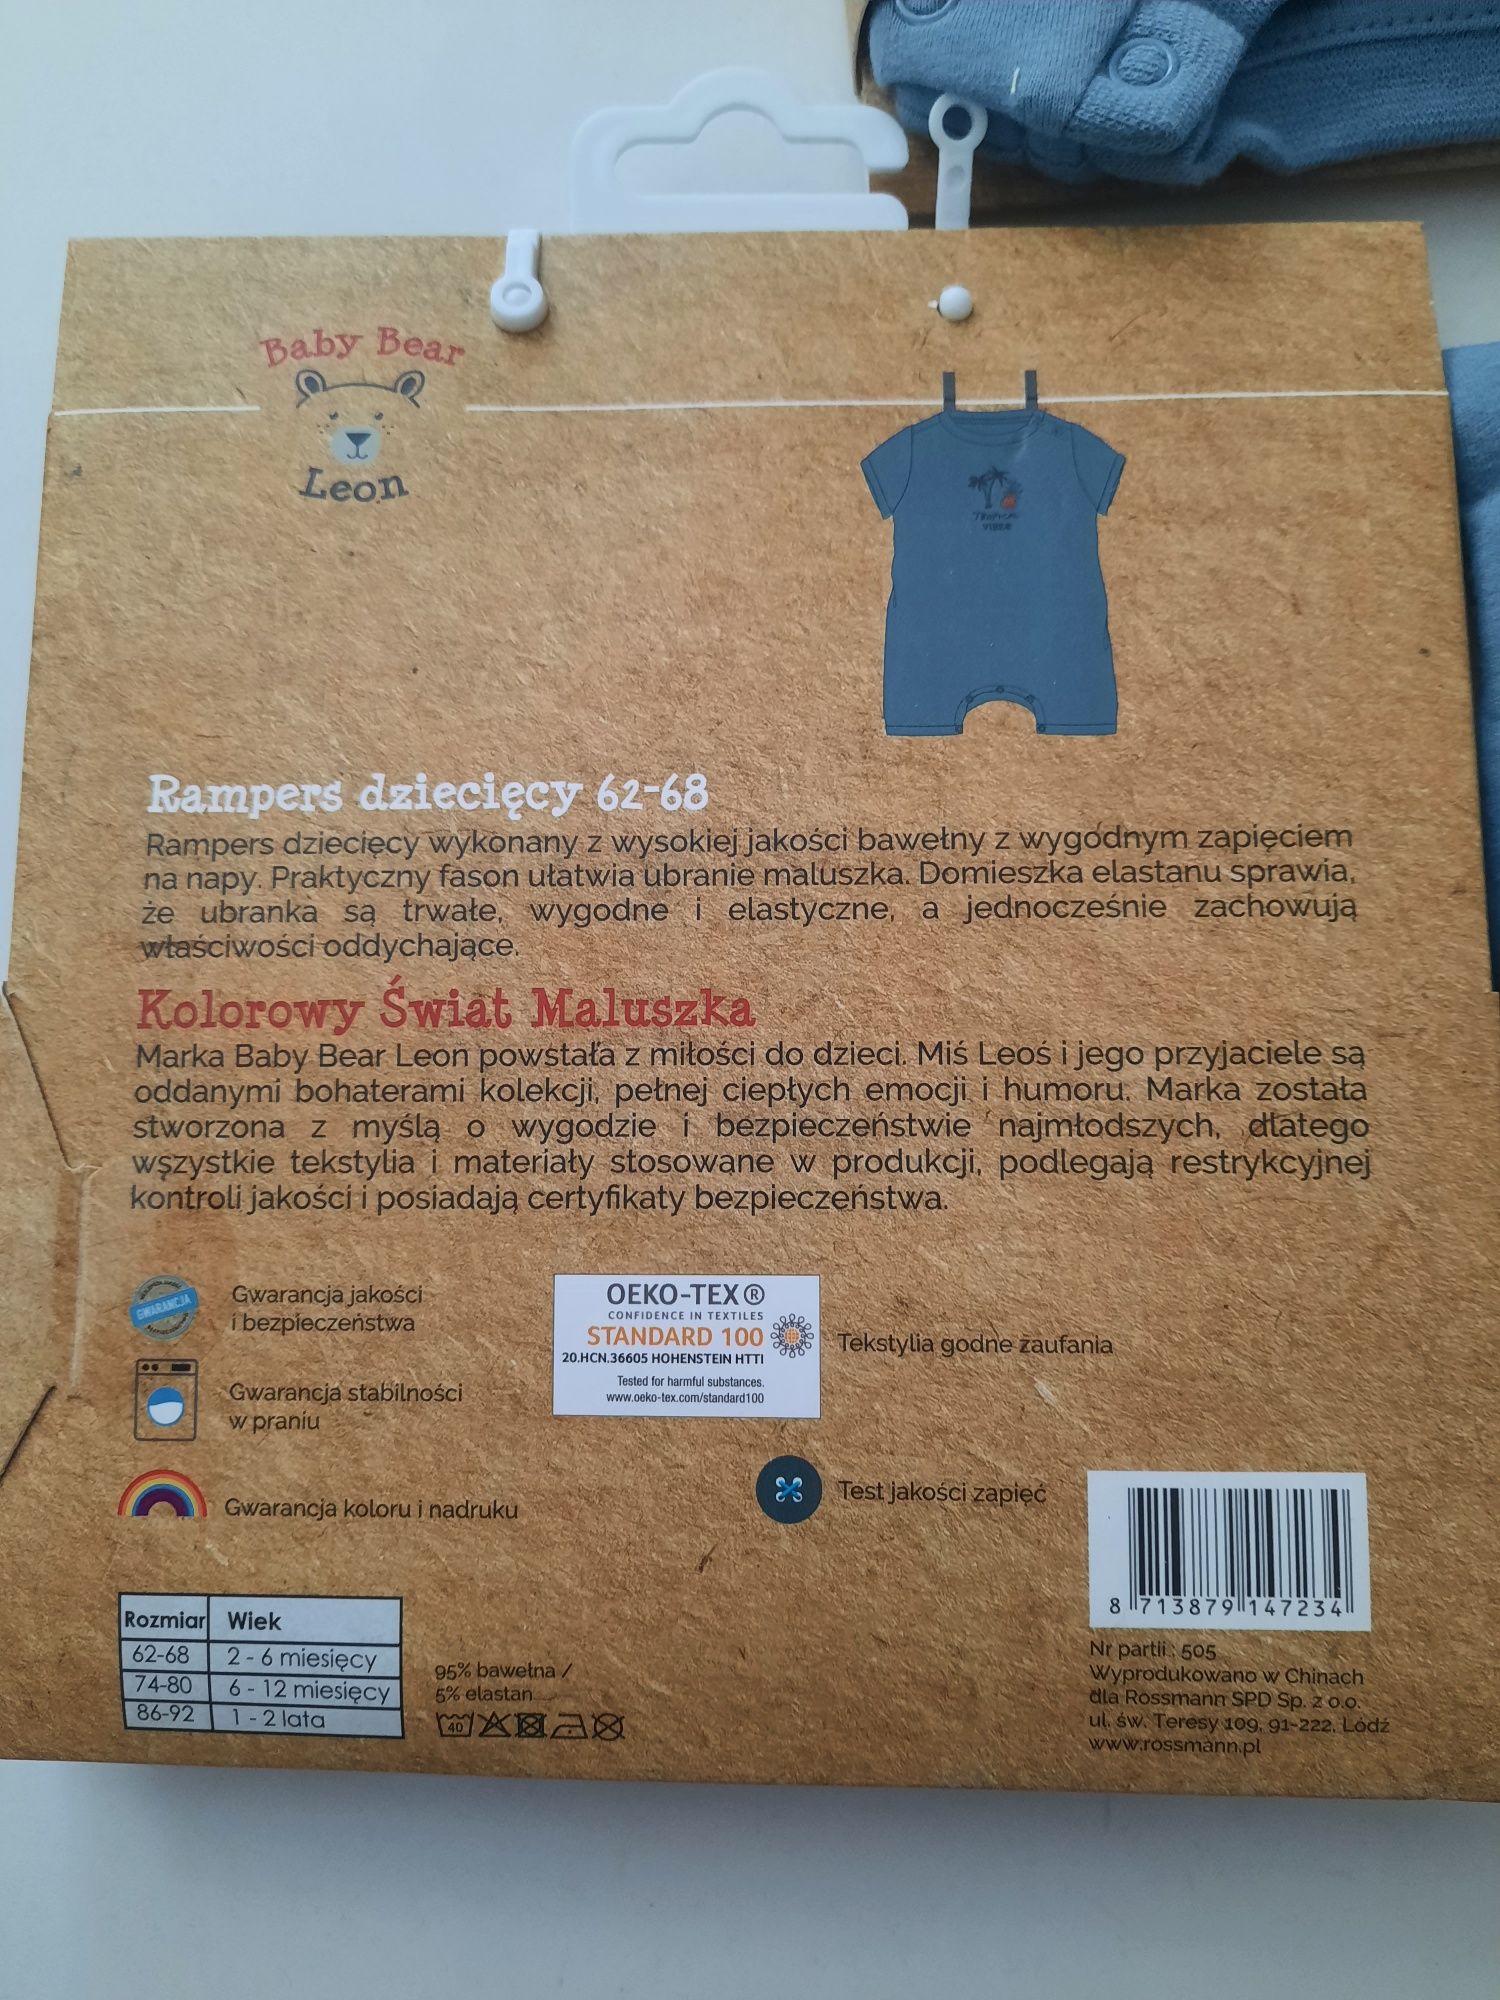 Baby Bear
Leon
TROPICAL
VIBES
Rampers dziecięcy 62-68
Rampers dziecięcy wykonany z wysokiej jakości bawełny z wygodnym zapięciem
na napy. Praktyczny fason ułatwia ubranie maluszka. Domieszka elastanu sprawia,
że ubranka są trwałe, wygodne i elastyczne, a jednocześnie zachowują
właściwości oddychające.
Kolorowy Świat Maluszka
Marka Baby Bear Leon powstała z miłości do dzieci. Miś Leoś i jego przyjaciele są
oddanymi bohaterami kolekcji, pełnej ciepłych emocji i humoru. Marka została
stworzona z myślą o wygodzie i bezpieczeństwie najmłodszych, dlatego
wszystkie tekstylia i materiały stosowane w produkcji, podlegają restrykcyjnej
kontroli jakości i posiadają certyfikaty bezpieczeństwa.
GWARANCJA
Gwarancja jakości
i bezpieczeństwa
OEKO-TEX®
CONFIDENCE IN TEXTILES
STANDARD 100
20.HCN.36605 HOHENSTEIN HTTI
Tested for harmful substances.
www.oeko-tex.com/standard100
Tekstylia godne zaufania
Gwarancja stabilności
w praniu
Gwarancja koloru i nadruku
Test jakości zapięć
8 713879 147234
Rozmiar Wiek
62-68 2 - 6 miesięcy
74-80 6 - 12 miesięcy
86-92 1 - 2 lata
95% bawełna /
5% elastan
40
Nr partii : 505
Wyprodukowano w Chinach
dla Rossmann SPD Sp. z o.o.
ul. św. Teresy 109, 91-222, Łódź
www.rossmann.pl